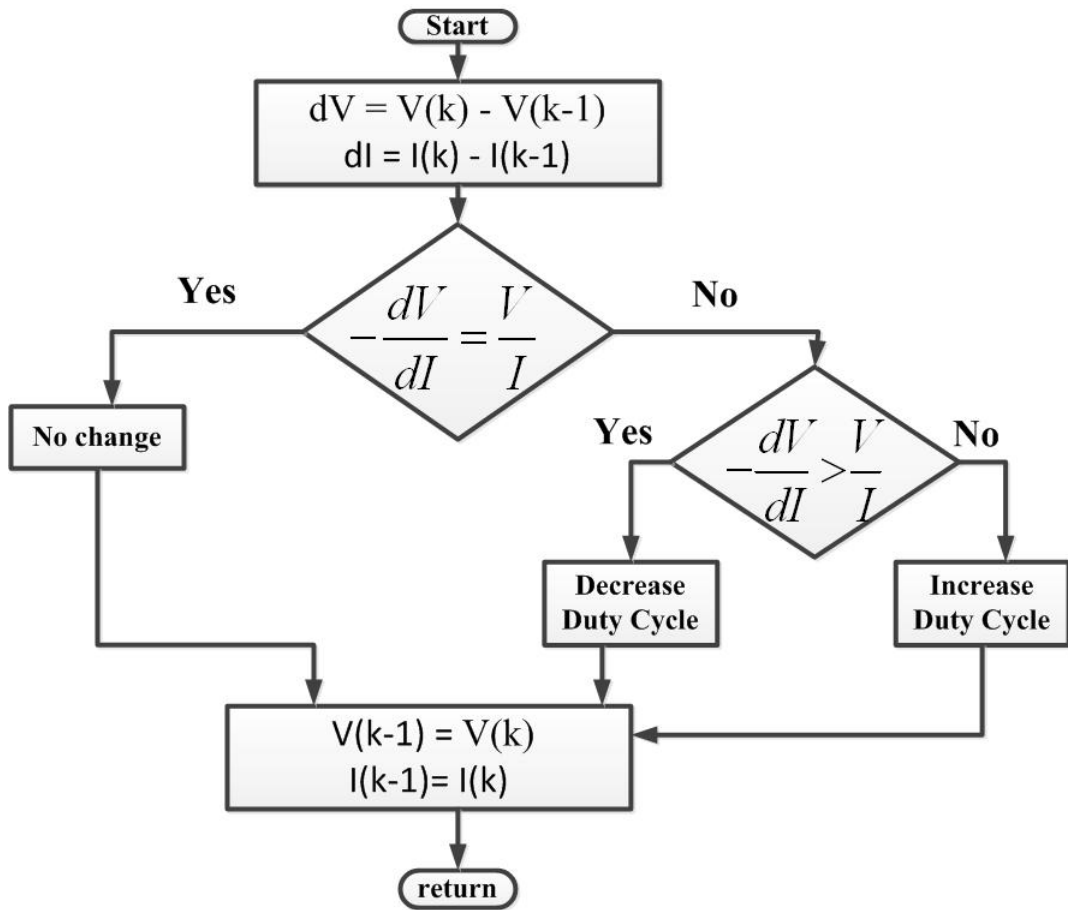 Start
dV = V(k) - V(k-1)
dI = I(k) - I(k-1)
Yes
No
-dV/dI = V/I
No change
Yes
No
-dV/dI > V/I
Decrease
Duty Cycle
Increase
Duty Cycle
V(k-1) = V(k)
I(k-1)= I(k)
return